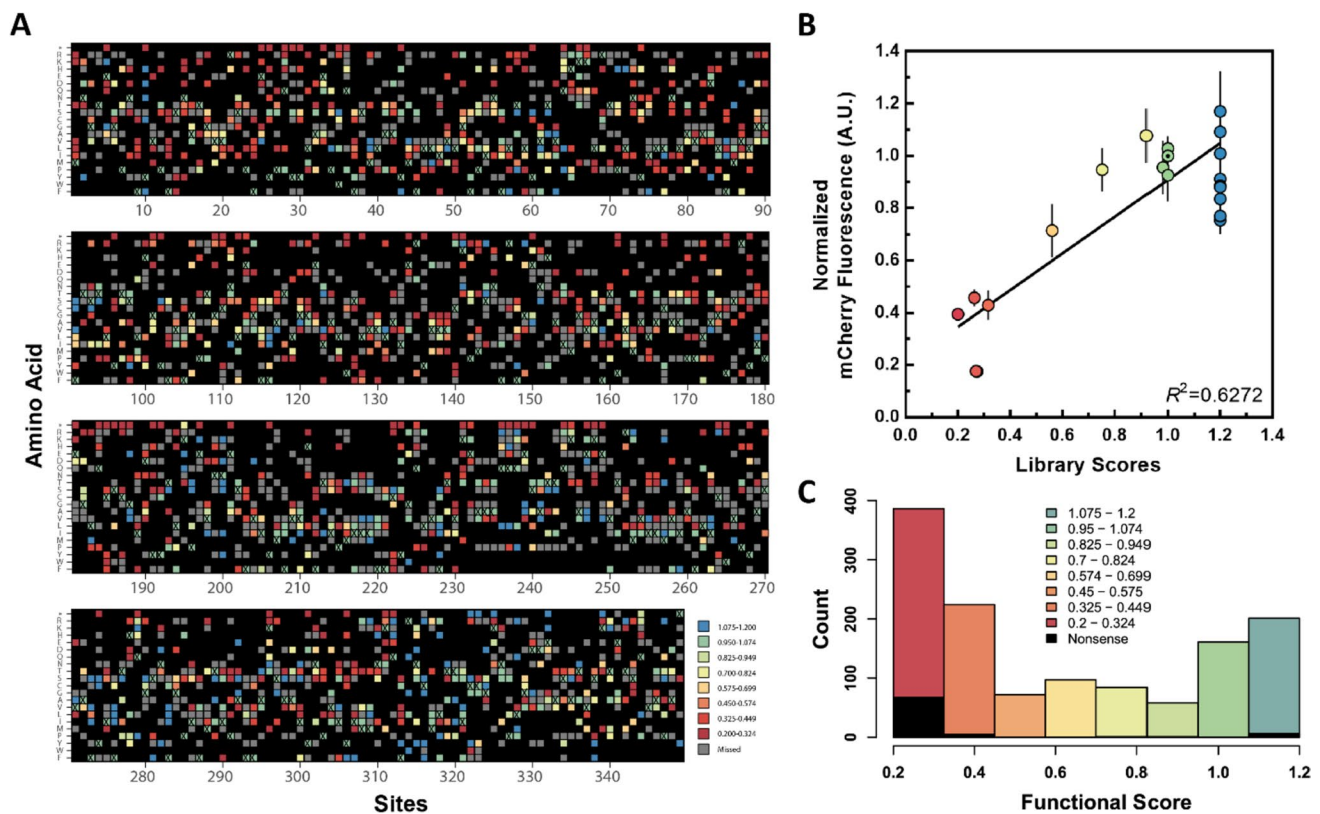 A
*
R
K
H
E
D
Q
N
T
S
C
G
A
V
L
I
M
P
Y
W
F
10 20 30 40 50 60 70 80 90
*
R
K
H
E
D
Q
N
T
S
C
G
A
V
L
I
M
P
Y
W
F
100 110 120 130 140 150 160 170 180
Amino Acid
*
R
K
H
E
D
Q
N
T
S
C
G
A
V
L
I
M
P
Y
W
F
190 200 210 220 230 240 250 260 270
*
R
K
H
E
D
Q
N
T
S
C
G
A
V
L
I
M
P
Y
W
F
280 290 300 310 320 330 340
Sites
1.075-1.200
0.950-1.074
0.825-0.949
0.700-0.824
0.575-0.699
0.450-0.574
0.325-0.449
0.200-0.324
Missed
B
Normalized
mCherry Fluorescence (A.U.)
1.4
1.2
1.0
0.8
0.6
0.4
0.2
0.0
R²=0.6272
0.0 0.2 0.4 0.6 0.8 1.0 1.2 1.4
Library Scores
C
Count
400
300
200
100
0
1.075 – 1.2
0.95 – 1.074
0.825 – 0.949
0.7 – 0.824
0.574 – 0.699
0.45 – 0.575
0.325 – 0.449
0.2 – 0.324
Nonsense
0.2 0.4 0.6 0.8 1.0 1.2
Functional Score